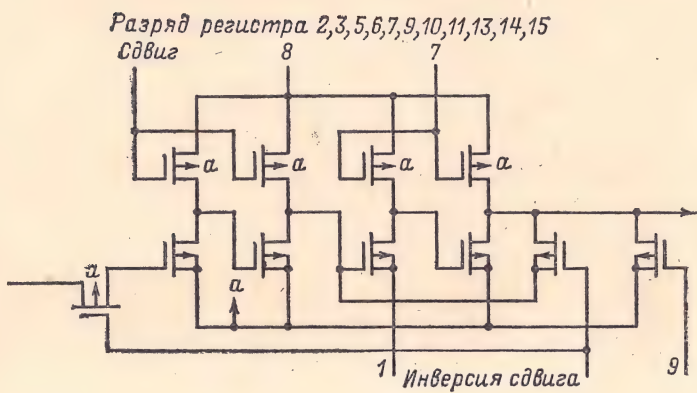 Разряд регистра 2,3,5,6,7,9,10,11,13,14,15
Сдвиг 8 7
а а а а
а а
1 Инверсия сдвига 9